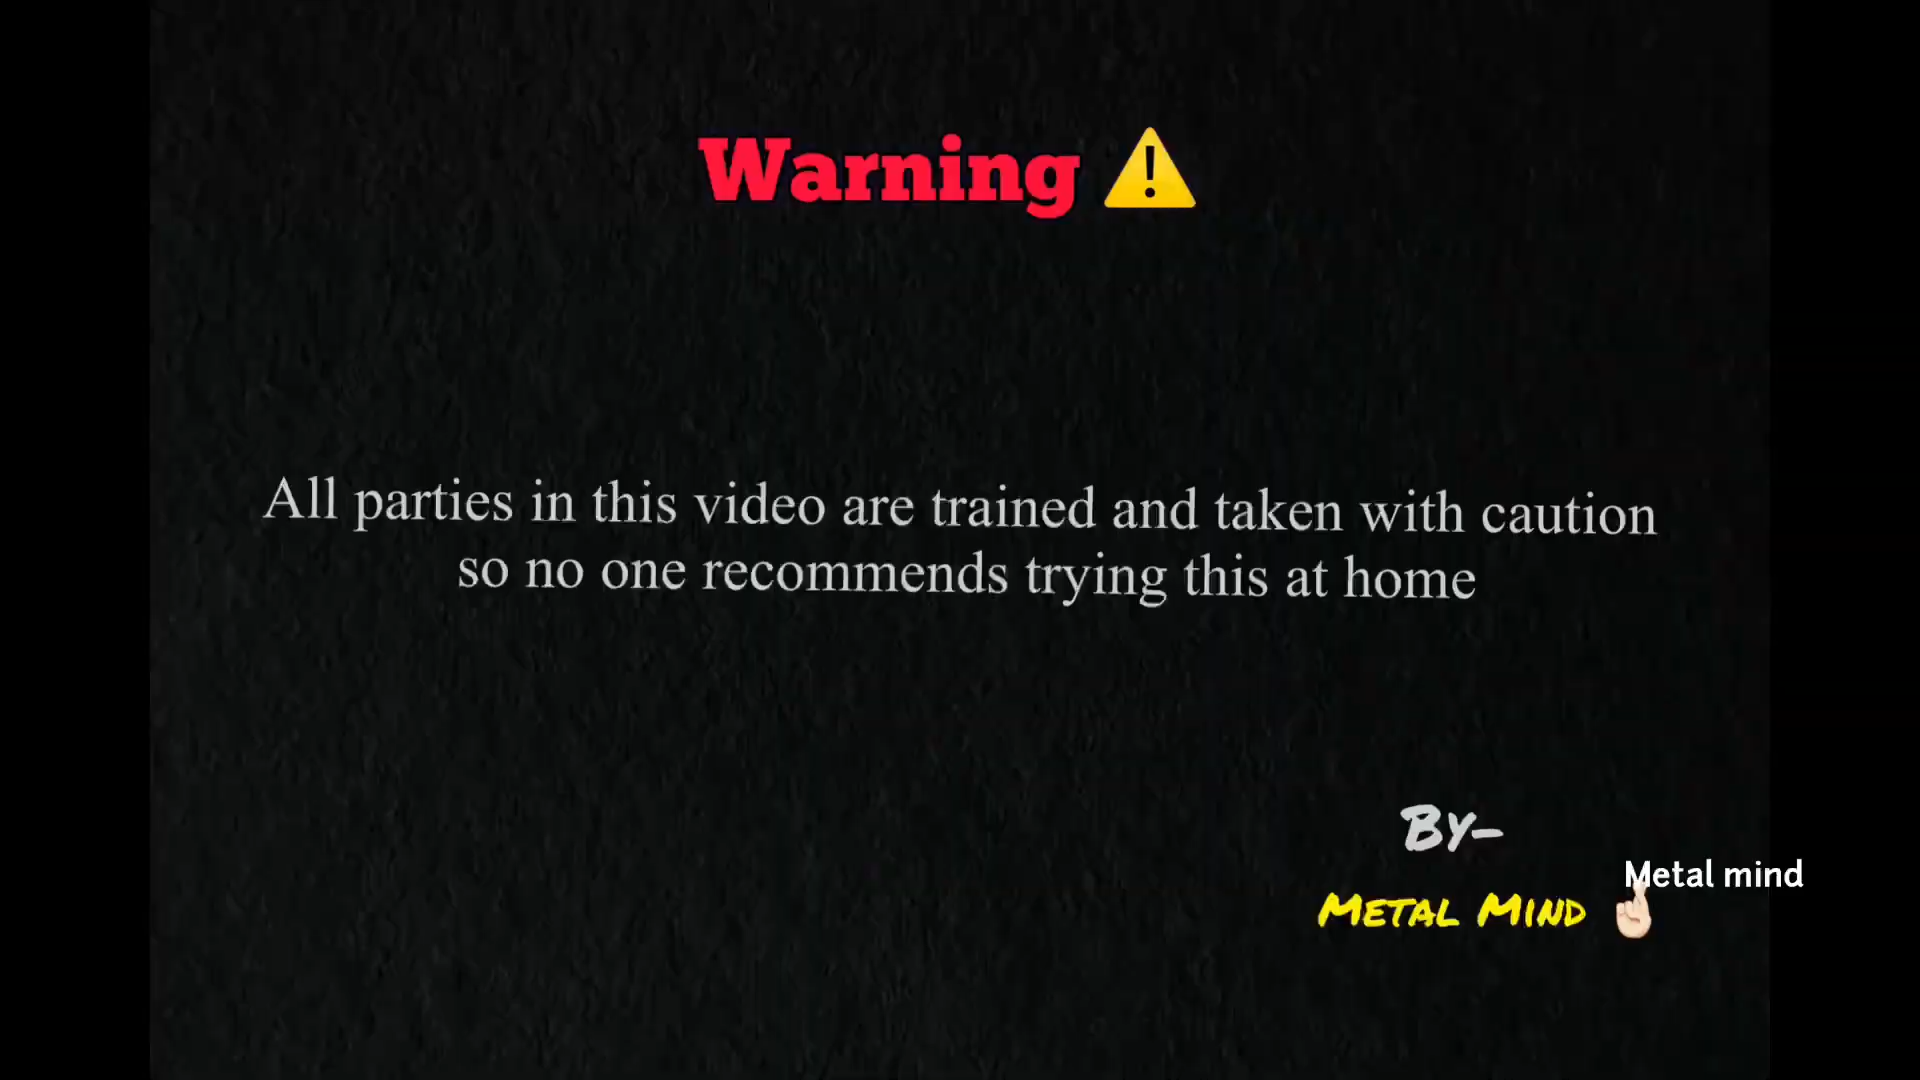 Warning ⚠️
All parties in this video are trained and taken with caution
so no one recommends trying this at home
By-
Metal mind
Metal Mind 🤞🏻